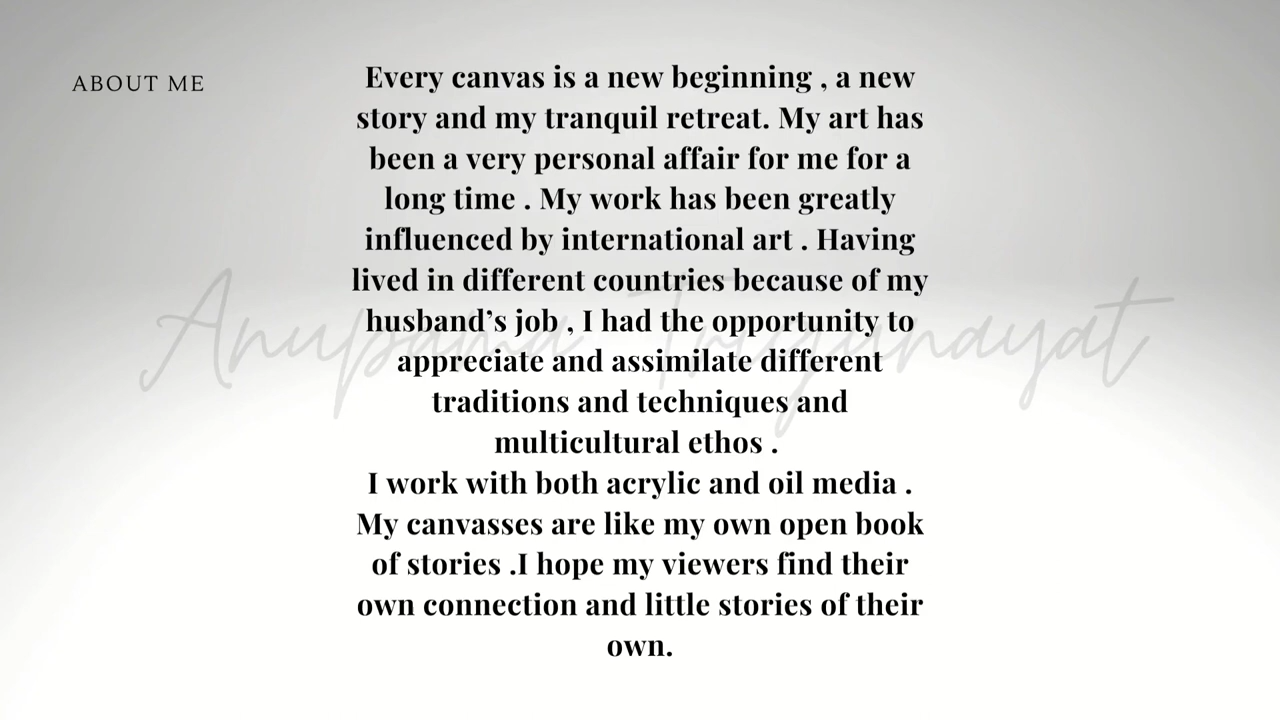 ABOUT ME
Every canvas is a new beginning , a new
story and my tranquil retreat. My art has
been a very personal affair for me for a
long time . My work has been greatly
influenced by international art . Having
lived in different countries because of my
husband’s job , I had the opportunity to
appreciate and assimilate different
traditions and techniques and
multicultural ethos .
I work with both acrylic and oil media .
My canvasses are like my own open book
of stories .I hope my viewers find their
own connection and little stories of their
own.
Anupama Trigunayat